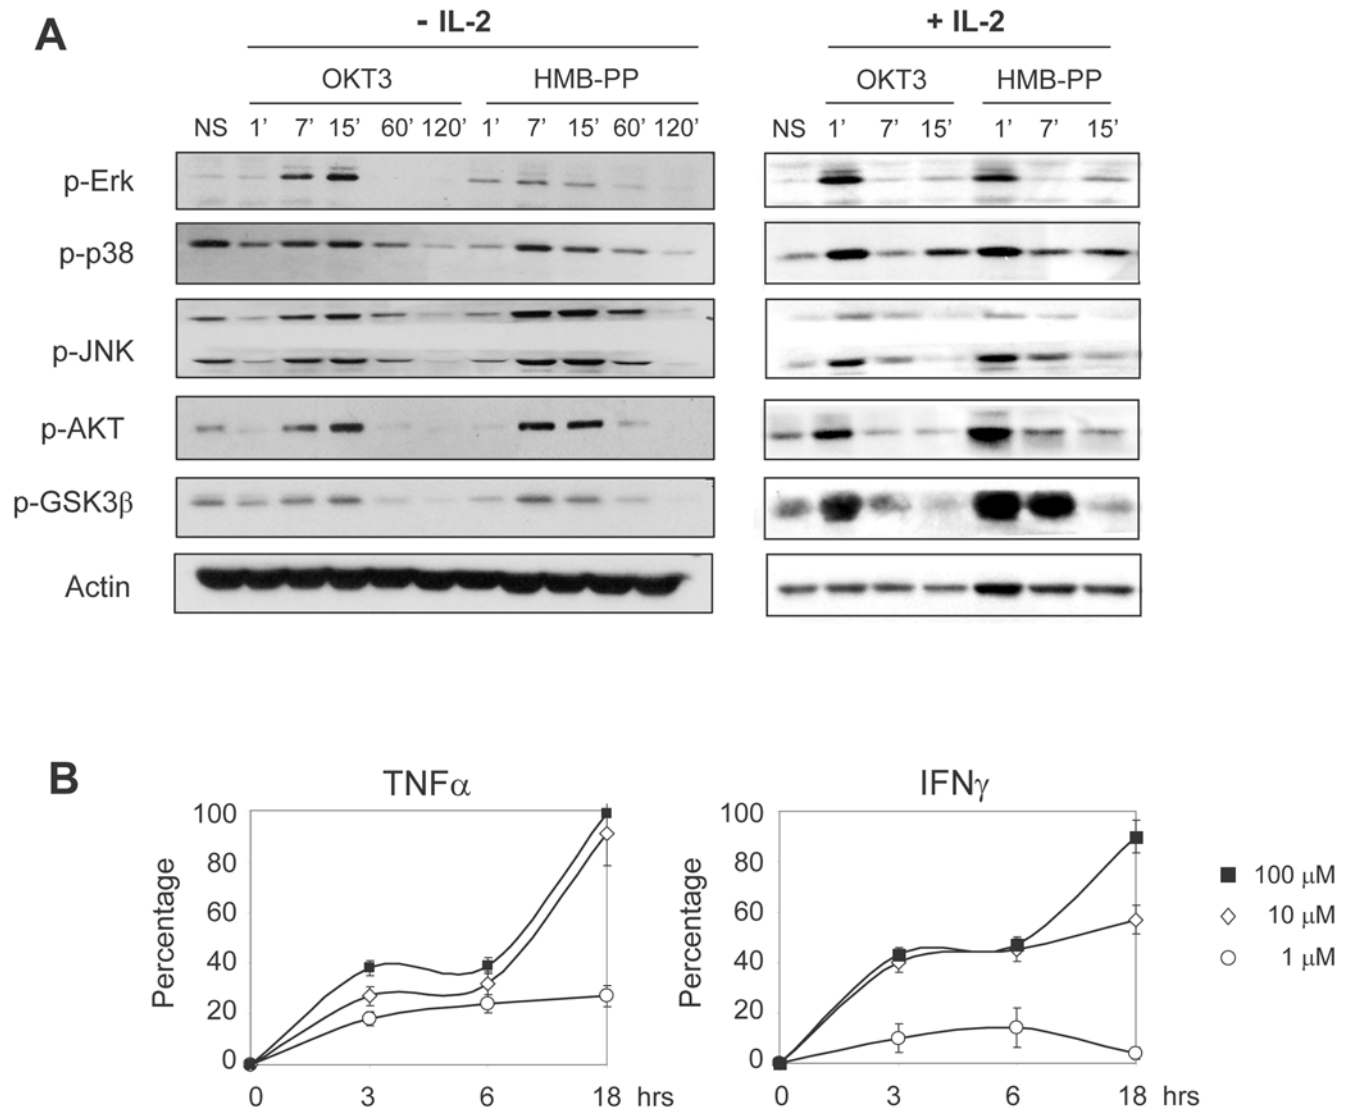 A
- IL-2 + IL-2
OKT3 HMB-PP OKT3 HMB-PP
NS 1’ 7’ 15’ 60’ 120’ 1’ 7’ 15’ 60’ 120’ NS 1’ 7’ 15’ 1’ 7’ 15’
p-Erk
p-p38
p-JNK
p-AKT
p-GSK3β
Actin
B
TNFα IFNγ
Percentage
100
80
60
40
20
0
0 3 6 18 hrs
Percentage
100
80
60
40
20
0
0 3 6 18 hrs
100 μM
10 μM
1 μM